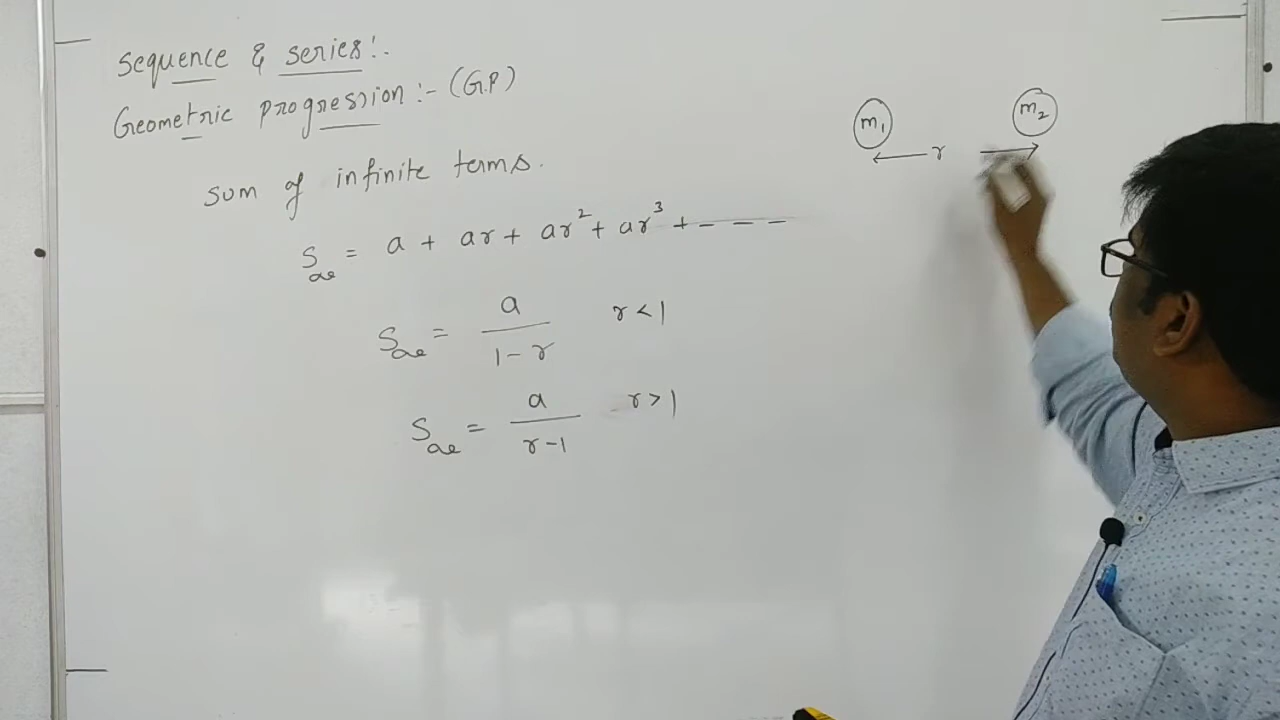 Sequence & series:-
Geometric progression:- (G.P)
sum of infinite terms.
S∞ = a + ar + ar² + ar³ + - - -
S∞ = a/(1-r) r < 1
S∞ = a/(r-1) r > 1
m₁ m₂
r